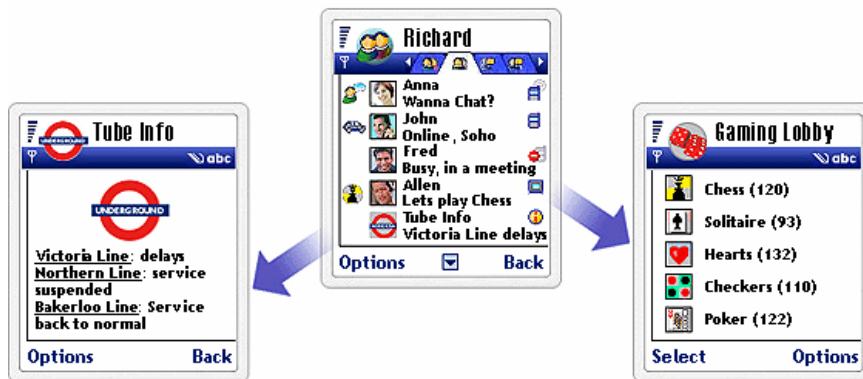 Richard
Anna
Wanna Chat?
John
Online, Soho
Fred
Busy, in a meeting
Allen
Lets play Chess
Tube Info
Victoria Line delays
Options
Back
UNDERGROUND
Tube Info
abc
UNDERGROUND
Victoria Line: delays
Northern Line: service
suspended
Bakerloo Line: Service
back to normal
Options
Back
Gaming Lobby
abc
Chess (120)
Solitaire (93)
Hearts (132)
Checkers (110)
Poker (122)
Select
Options